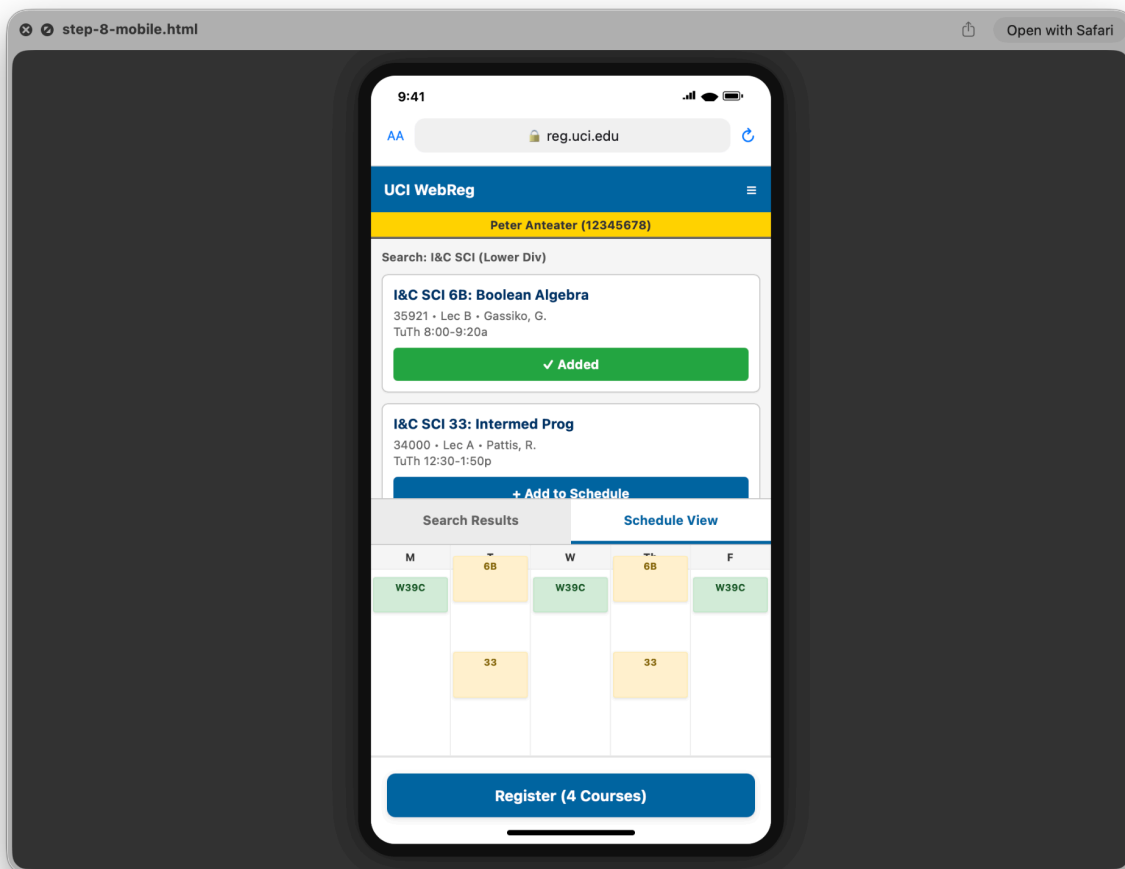 step-8-mobile.html
Open with Safari
9:41
AA
reg.uci.edu
UCI WebReg
Peter Anteater (12345678)
Search: I&C SCI (Lower Div)
I&C SCI 6B: Boolean Algebra
35921 • Lec B • Gassiko, G.
TuTh 8:00-9:20a
✓ Added
I&C SCI 33: Intermed Prog
34000 • Lec A • Pattis, R.
TuTh 12:30-1:50p
+ Add to Schedule
Search Results
Schedule View
M
W
F
6B
6B
W39C
W39C
W39C
33
33
Register (4 Courses)